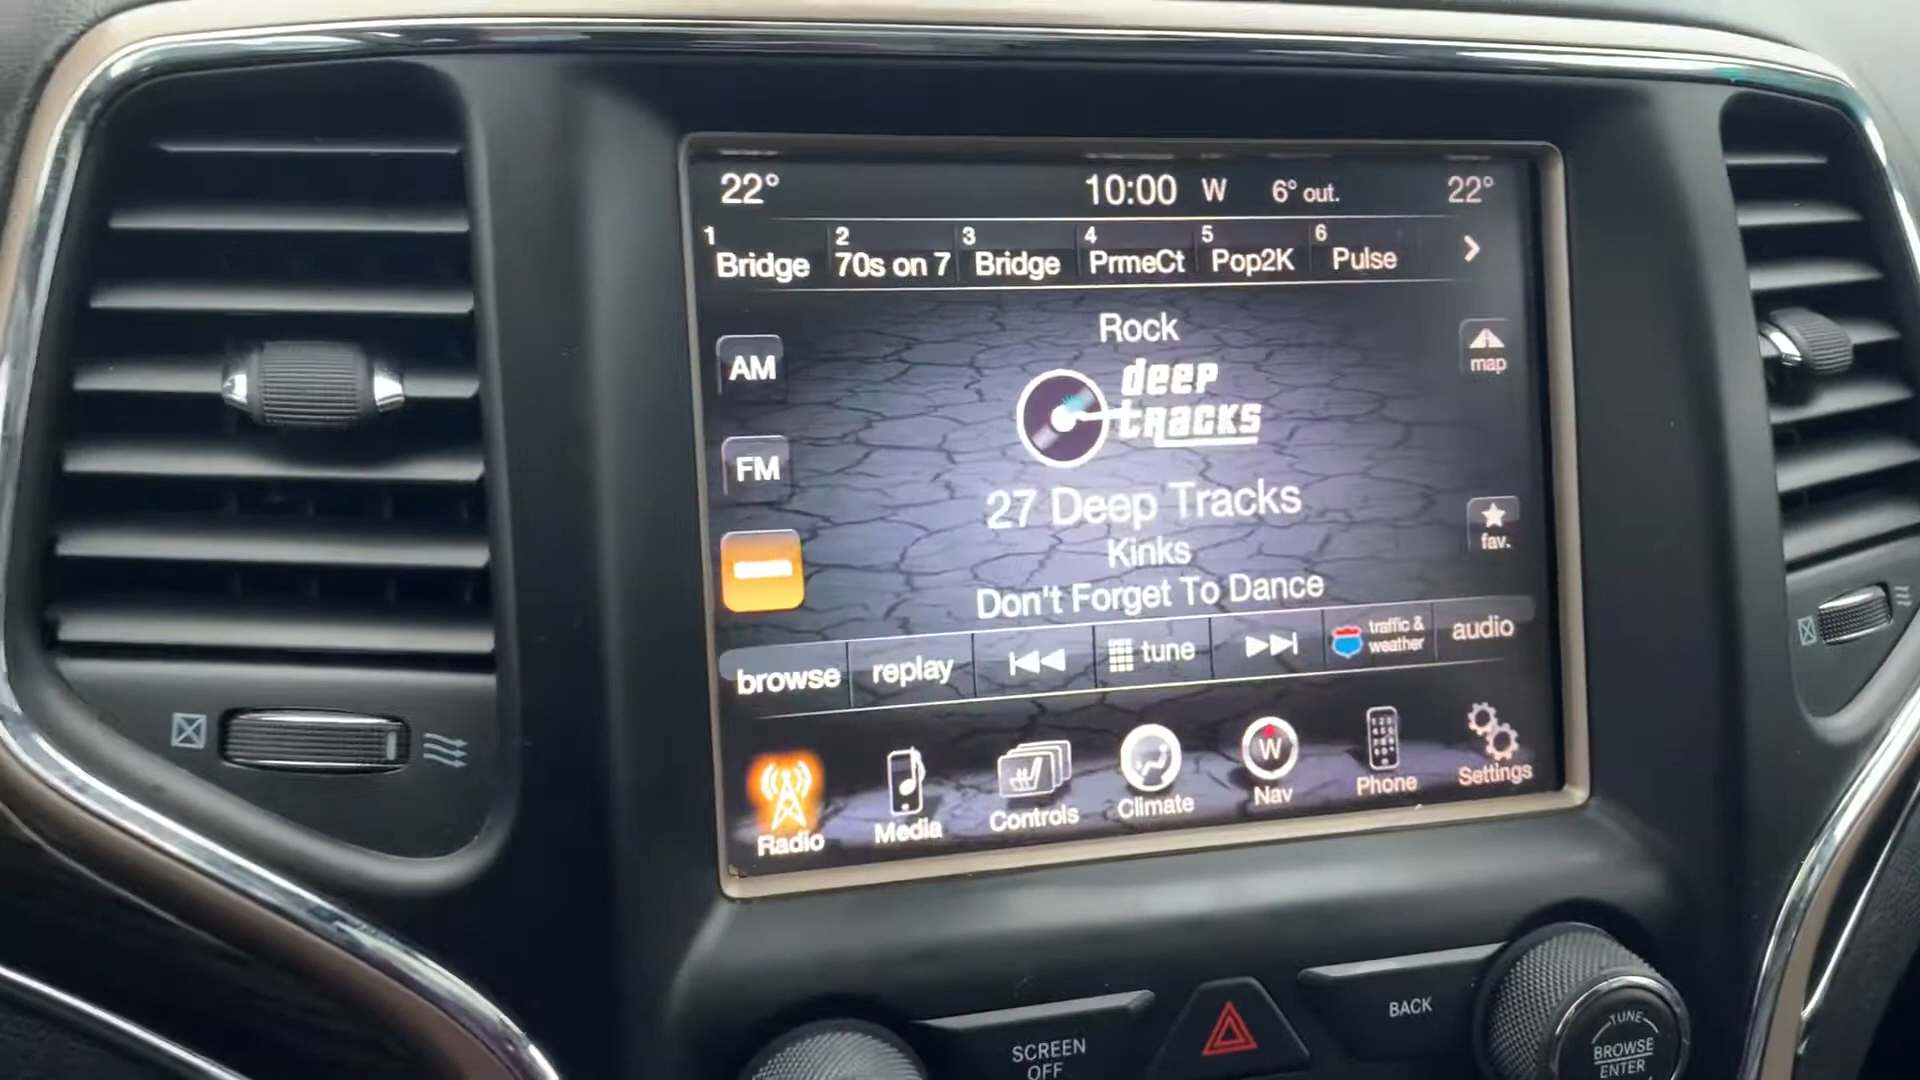 22° 10:00 W 6° out. 22°
1 2 3 4 5 6
Bridge 70s on 7 Bridge PrmeCt Pop2K Pulse
Rock
deep
tracks
AM
map
FM
27 Deep Tracks
Kinks
fav.
Don't Forget To Dance
browse replay tune traffic & weather audio
W
Radio Media Controls Climate Nav Phone Settings
SCREEN
OFF
BACK
TUNE
BROWSE
ENTER